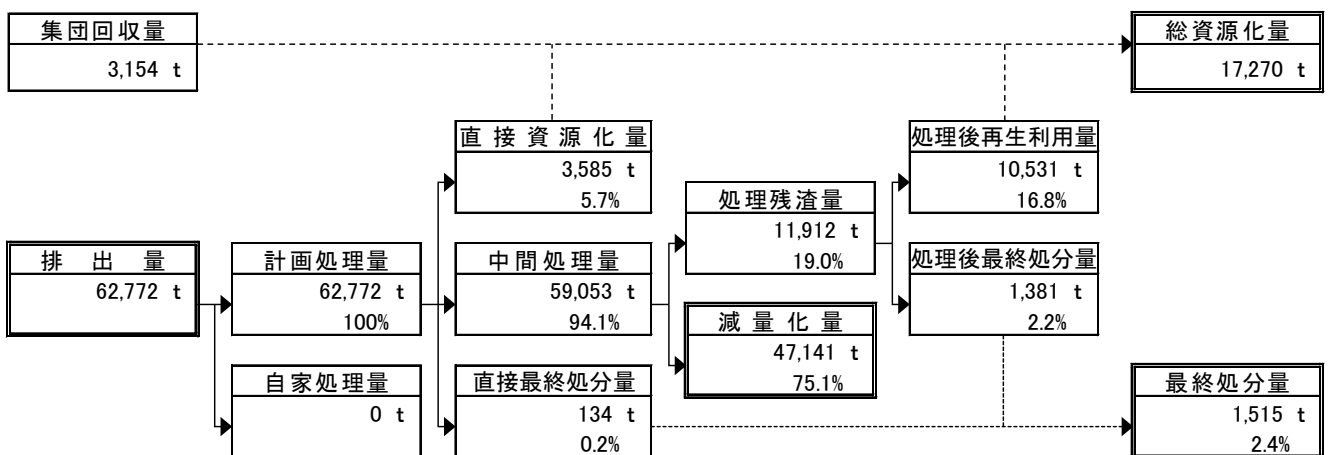 集団回収量
3,154 t
総資源化量
17,270 t
直接資源化量
3,585 t
5.7%
処理後再生利用量
10,531 t
16.8%
処理残渣量
11,912 t
19.0%
排出量
62,772 t
計画処理量
62,772 t
100%
中間処理量
59,053 t
94.1%
処理後最終処分量
1,381 t
2.2%
減量化量
47,141 t
75.1%
自家処理量
0 t
直接最終処分量
134 t
0.2%
最終処分量
1,515 t
2.4%